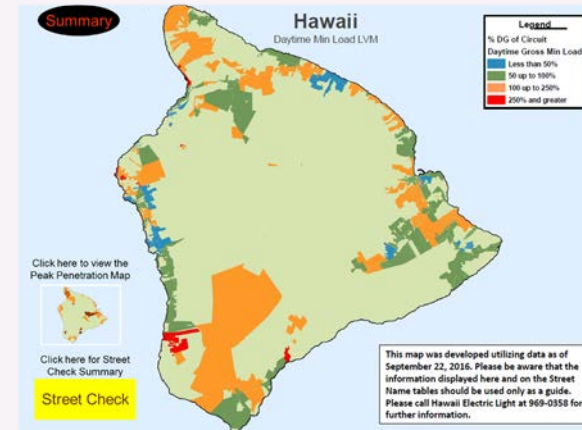 Summary
Hawaii
Daytime Min Load LVM
Legend
% DG of Circuit
Daytime Gross Min Load
Less than 50%
50 up to 100%
100 up to 250%
250% and greater
Click here to view the
Peak Penetration Map
Click here for Street
Check Summary
Street Check
This map was developed utilizing data as of
September 22, 2016. Please be aware that the
information displayed here and on the Street
Name tables should be used only as a guide.
Please call Hawaii Electric Light at 969-0358 for
further information.